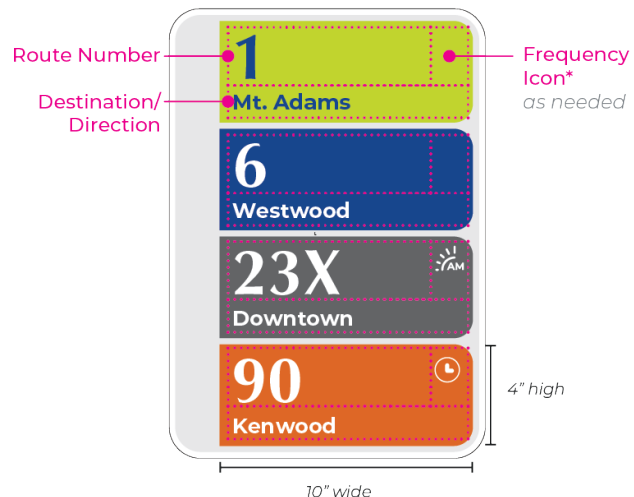 Route Number
Destination/
Direction
1
Mt. Adams
Frequency
Icon*
as needed
6
Westwood
23X
AM
Downtown
90
Kenwood
4" high
10" wide